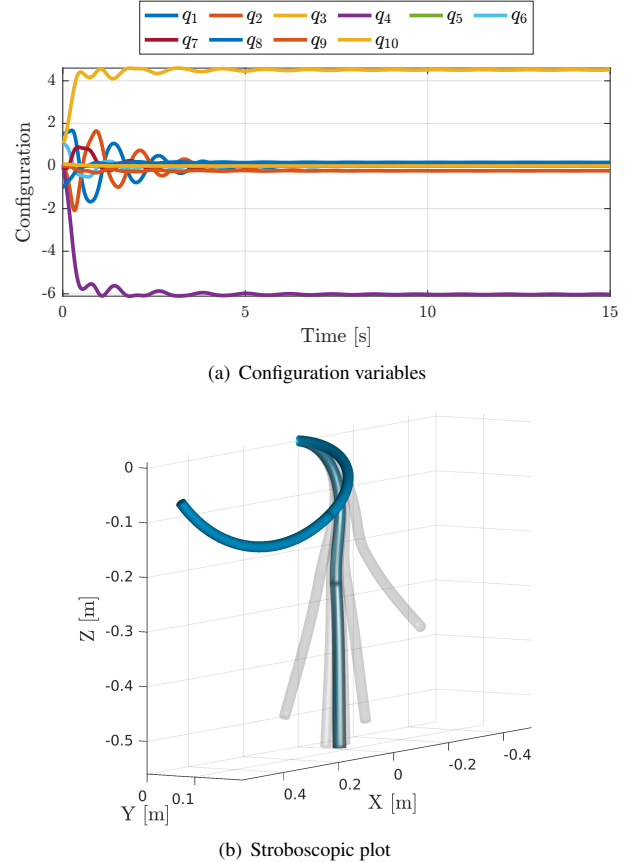 q1 q2 q3 q4 q5 q6
q7 q8 q9 q10
4
2
0
-2
-4
-6
Configuration
0 5 10 15
Time [s]
(a) Configuration variables
0
-0.1
-0.2
-0.3
-0.4
-0.5
Z [m]
0 0.1
Y [m]
0.4 0.2 0 -0.2 -0.4
X [m]
(b) Stroboscopic plot